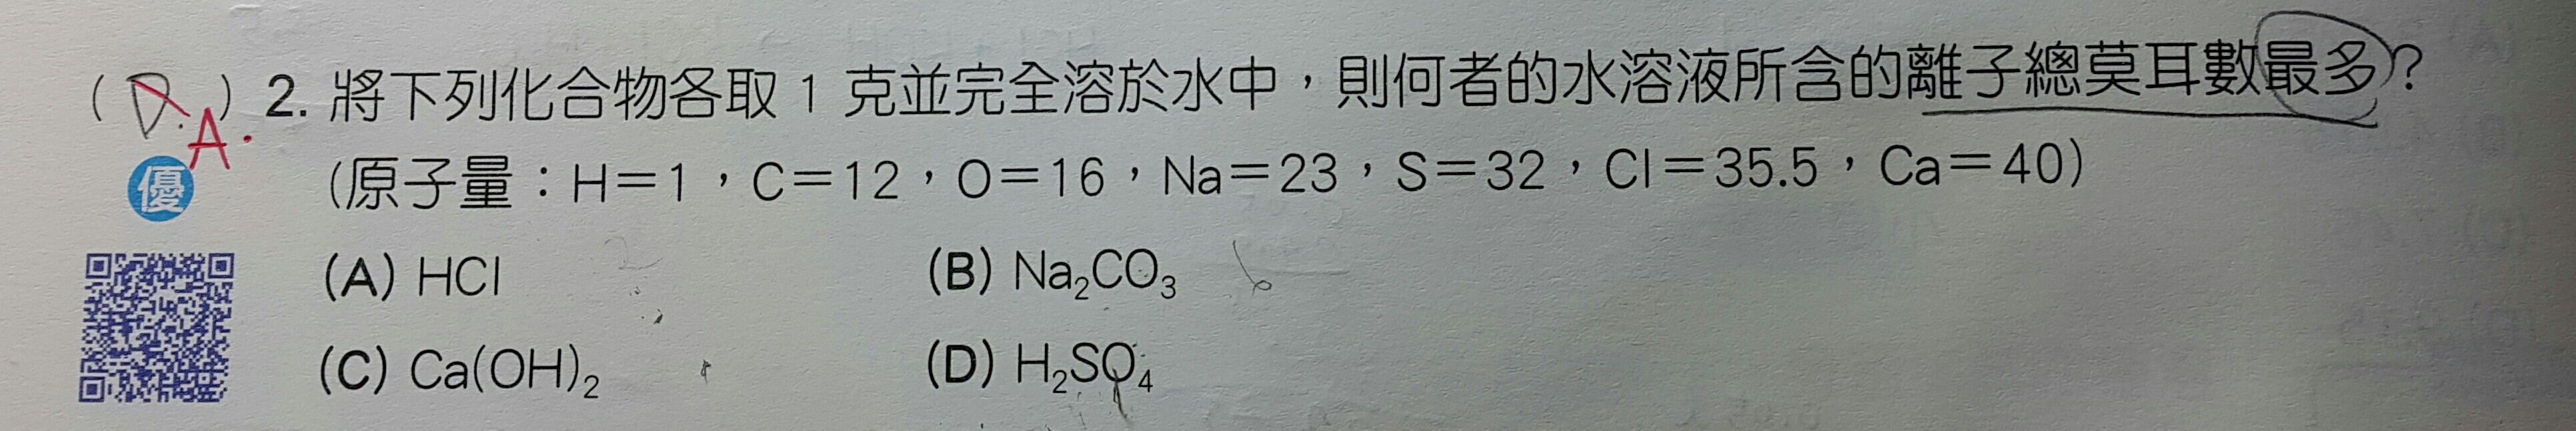 (D.) A. 2. 將下列化合物各取 1 克並完全溶於水中，則何者的水溶液所含的離子總莫耳數最多？
優 (原子量：H＝1，C＝12，O＝16，Na＝23，S＝32，Cl＝35.5，Ca＝40)
(A) HCl (B) Na₂CO₃
(C) Ca(OH)₂ (D) H₂SO₄